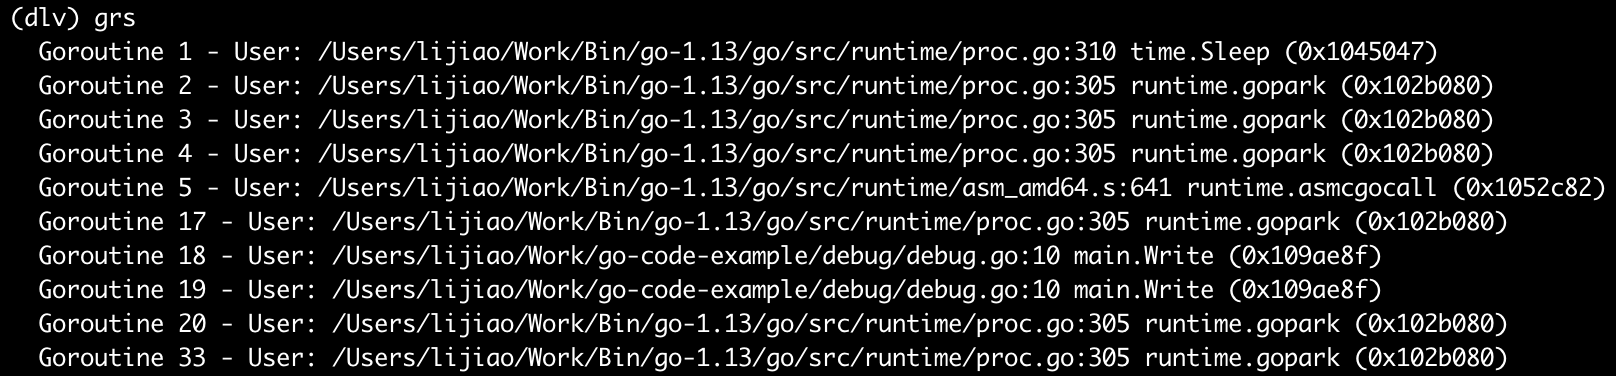 (dlv) grs
Goroutine 1 - User: /Users/lijiao/Work/Bin/go-1.13/go/src/runtime/proc.go:310 time.Sleep (0x1045047)
Goroutine 2 - User: /Users/lijiao/Work/Bin/go-1.13/go/src/runtime/proc.go:305 runtime.gopark (0x102b080)
Goroutine 3 - User: /Users/lijiao/Work/Bin/go-1.13/go/src/runtime/proc.go:305 runtime.gopark (0x102b080)
Goroutine 4 - User: /Users/lijiao/Work/Bin/go-1.13/go/src/runtime/proc.go:305 runtime.gopark (0x102b080)
Goroutine 5 - User: /Users/lijiao/Work/Bin/go-1.13/go/src/runtime/asm_amd64.s:641 runtime.asmcgocall (0x1052c82)
Goroutine 17 - User: /Users/lijiao/Work/Bin/go-1.13/go/src/runtime/proc.go:305 runtime.gopark (0x102b080)
Goroutine 18 - User: /Users/lijiao/Work/go-code-example/debug/debug.go:10 main.Write (0x109ae8f)
Goroutine 19 - User: /Users/lijiao/Work/go-code-example/debug/debug.go:10 main.Write (0x109ae8f)
Goroutine 20 - User: /Users/lijiao/Work/Bin/go-1.13/go/src/runtime/proc.go:305 runtime.gopark (0x102b080)
Goroutine 33 - User: /Users/lijiao/Work/Bin/go-1.13/go/src/runtime/proc.go:305 runtime.gopark (0x102b080)